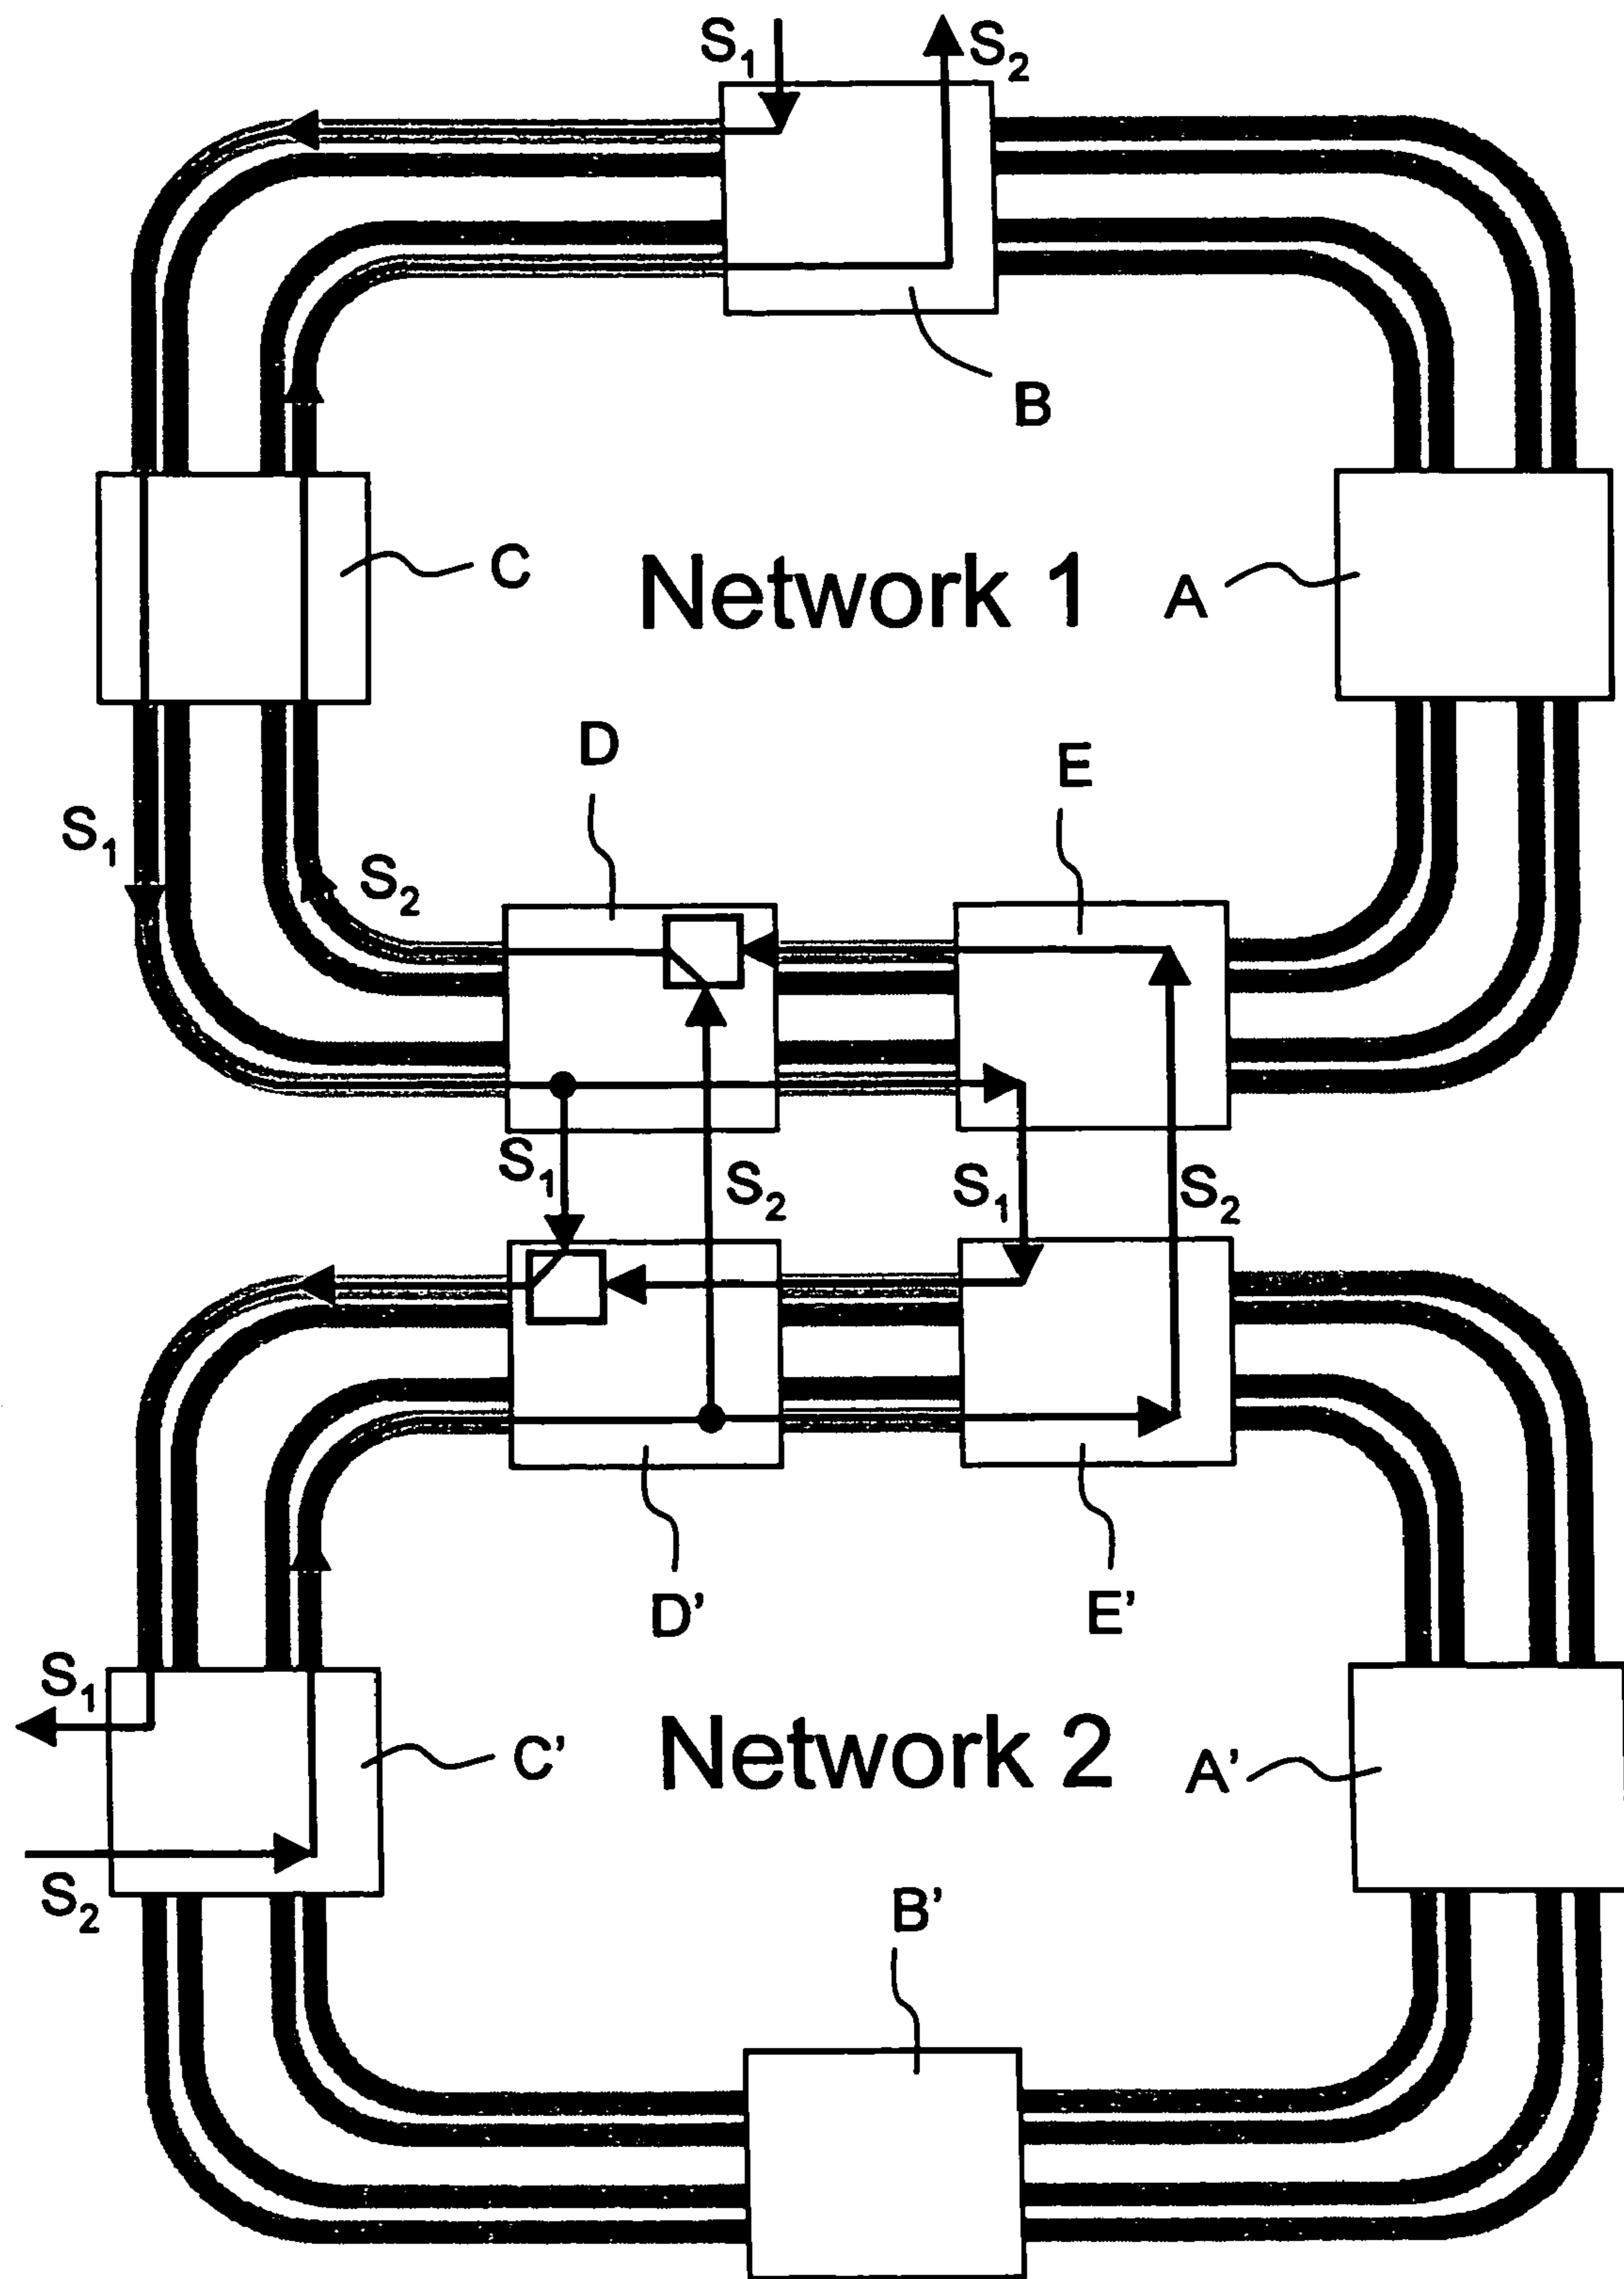 S1 S2
B
C Network 1 A
D E
S1 S2
S1 S2 S1 S2
D' E'
S1
C' Network 2 A'
S2 B'